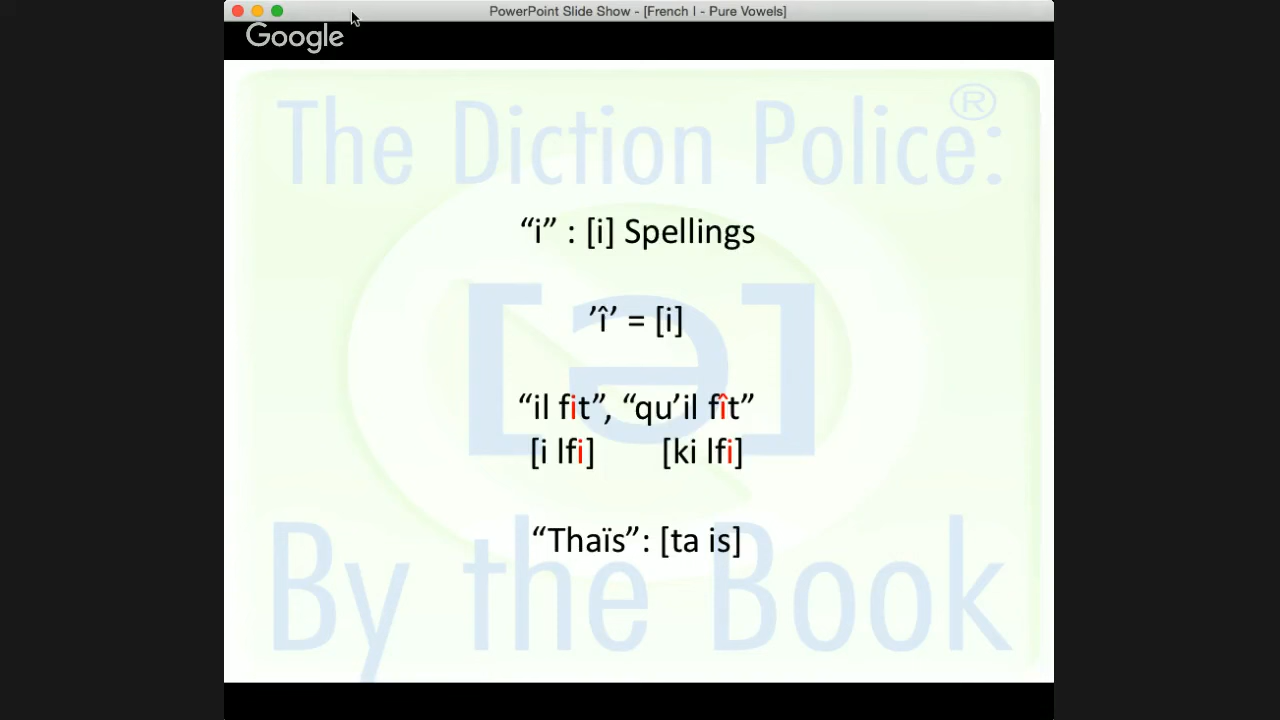 PowerPoint Slide Show - [French I - Pure Vowels]
Google
The Diction Police®:
“i” : [i] Spellings
’î’ = [i]
[ə]
“il fit”, “qu’il fît”
[i lfi] [ki lfi]
“Thaïs”: [ta is]
By the Book